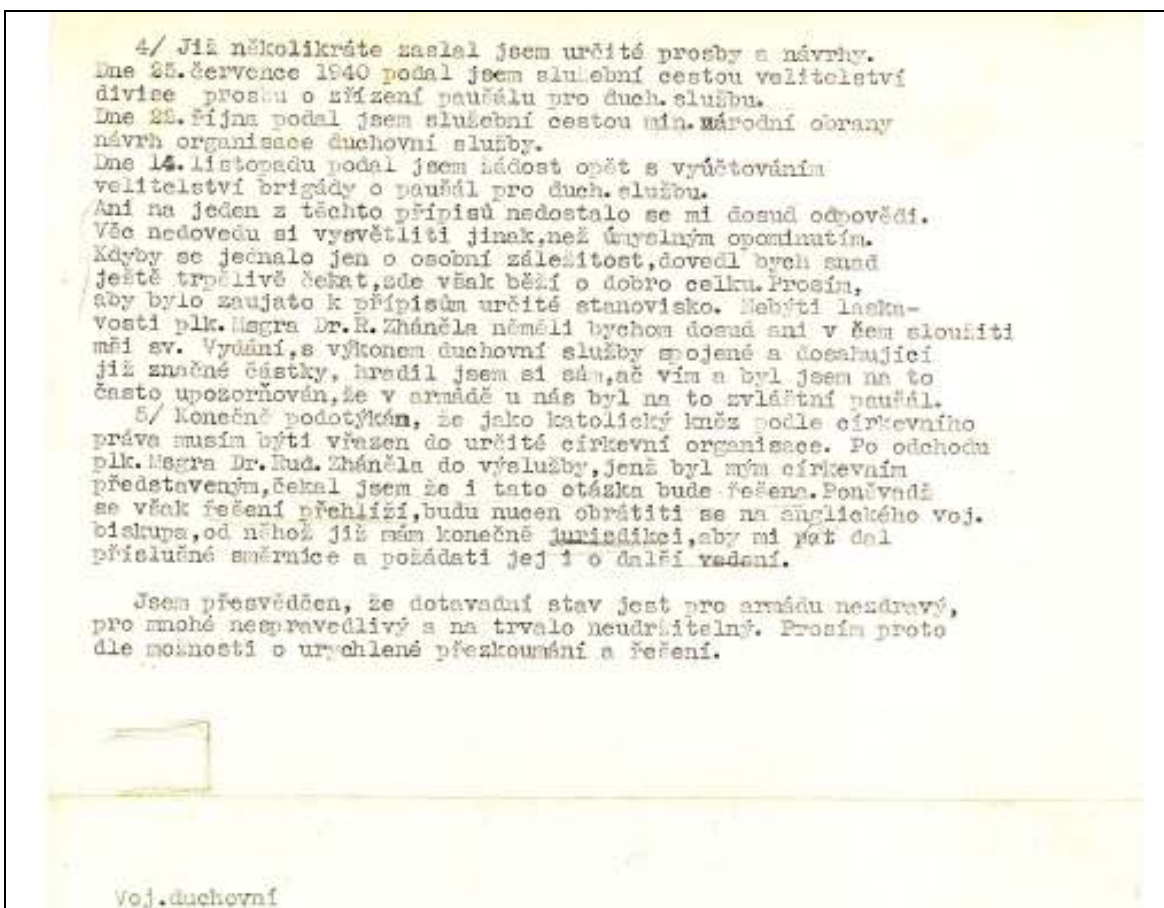 4/ Již několikráte zaslal jsem určité prosby a návrhy.
Dne 25.července 1940 podal jsem služební cestou velitelství
divise prosbu o zřízení paušálu pro duch.službu.
Dne 28.října podal jsem služební cestou min.národní obrany
návrh organisace duchovní služby.
Dne 14.listopadu podal jsem žádost opět s vyúčtováním
velitelství brigády o paušál pro duch.službu.
Ani na jeden z těchto přípisů nedostalo se mi dosud odpovědi.
Věc nedovedu si vysvětliti jinak,než úmyslným opominutím.
Kdyby se jednalo jen o osobní záležitost,dovedl bych snad
ještě trpělivě čekat,zde však běží o dobro celku.Prosím,
aby bylo zaujato k přípisům určité stanovisko. Nebýti laska-
vosti plk.Msgra Dr.R.Zháněla neměli bychom dosud ani v čem sloužiti
mši sv. Vydání,s výkonem duchovní služby spojené a dosahující
již značné částky, hradil jsem si sám,ač vím a byl jsem na to
často upozorňován,že v armádě u nás byl na to zvláštní paušál.
5/ Konečně podotýkám, že jako katolický kněz podle církevního
práva musím býti vřazen do určité církevní organisace. Po odchodu
plk.Msgra Dr.Rud.Zháněla do výslužby,jenž byl mým církevním
představeným,čekal jsem že i tato otázka bude řešena.Poněvadž
se však řešení přehlíží,budu nucen obrátiti se na anglického voj.
biskupa,od něhož již mám konečně jurisdikci,aby mi dal
příslušné směrnice a požádati jej i o další vedení.
Jsem přesvědčen, že dotavadní stav jest pro armádu nezdravý,
pro mnohé nespravedlivý a na trvalo neudržitelný. Prosím proto
dle možnosti o urychlené přezkoumání a řešení.
Voj.duchovní